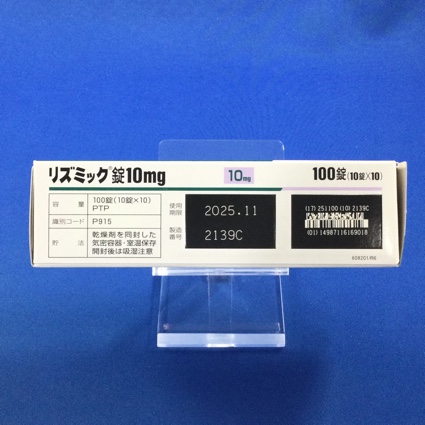 リズミック®錠10mg
10mg
100錠(10錠×10)
容量 100錠(10錠×10) PTP
識別コード P915
貯法 乾燥剤を同封した気密容器・室温保存 開封後は吸湿注意
使用期限 2025.11
製造番号 2139C
(17) 251100 (10) 2139C
(01) 14987116169018